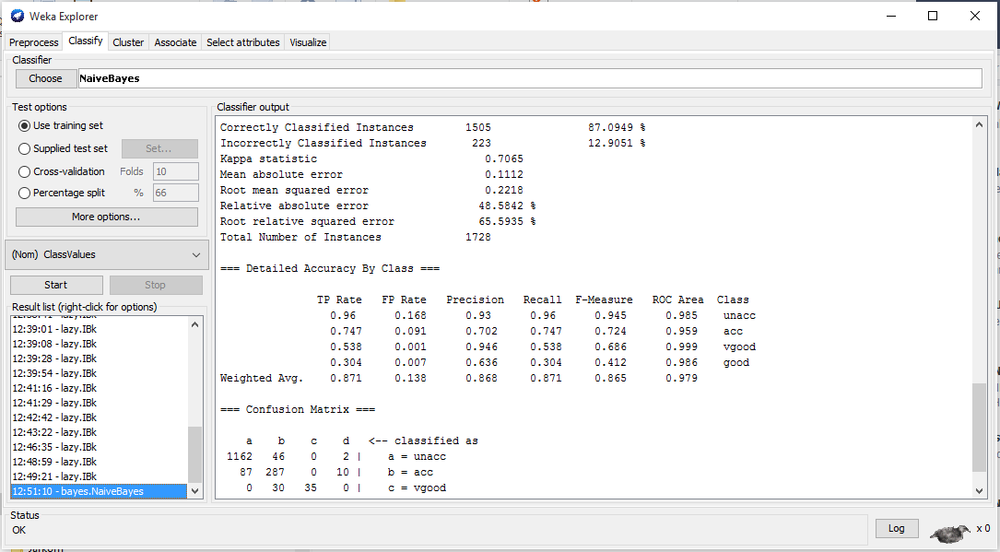 Weka Explorer
Preprocess Classify Cluster Associate Select attributes Visualize
Classifier
Choose NaiveBayes
Test options
Use training set
Supplied test set Set...
Cross-validation Folds 10
Percentage split % 66
More options...
(Nom) ClassValues
Start Stop
Result list (right-click for options)
12:39:01 - lazy.IBk
12:39:08 - lazy.IBk
12:39:28 - lazy.IBk
12:39:54 - lazy.IBk
12:41:16 - lazy.IBk
12:41:29 - lazy.IBk
12:42:42 - lazy.IBk
12:43:22 - lazy.IBk
12:46:35 - lazy.IBk
12:48:59 - lazy.IBk
12:49:21 - lazy.IBk
12:51:10 - bayes.NaiveBayes
Classifier output
Correctly Classified Instances 1505 87.0949 %
Incorrectly Classified Instances 223 12.9051 %
Kappa statistic 0.7065
Mean absolute error 0.1112
Root mean squared error 0.2218
Relative absolute error 48.5842 %
Root relative squared error 65.5935 %
Total Number of Instances 1728
=== Detailed Accuracy By Class ===
TP Rate FP Rate Precision Recall F-Measure ROC Area Class
0.96 0.168 0.93 0.96 0.945 0.985 unacc
0.747 0.091 0.702 0.747 0.724 0.959 acc
0.538 0.001 0.946 0.538 0.686 0.999 vgood
0.304 0.007 0.636 0.304 0.412 0.986 good
Weighted Avg. 0.871 0.138 0.868 0.871 0.865 0.979
=== Confusion Matrix ===
a b c d <-- classified as
1162 46 0 2 | a = unacc
87 287 0 10 | b = acc
0 30 35 0 | c = vgood
Status
OK
Log x 0